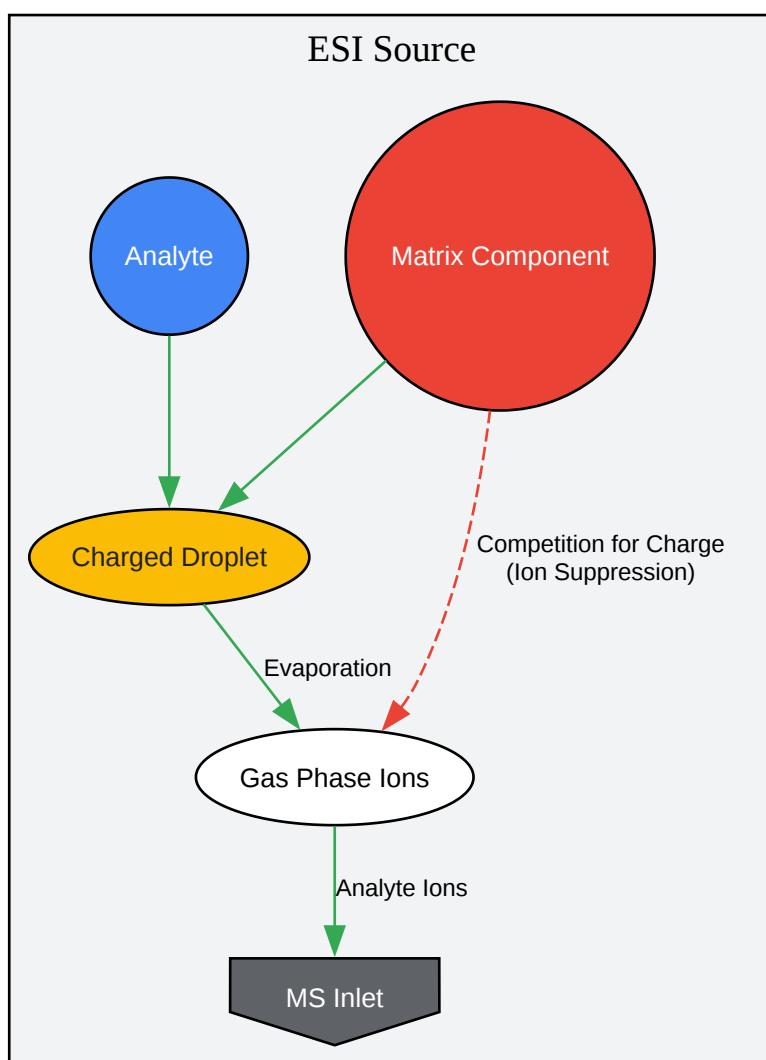 ESI Source
Analyte
Matrix Component
Competition for Charge
(Ion Suppression)
Charged Droplet
Evaporation
Gas Phase Ions
Analyte Ions
MS Inlet